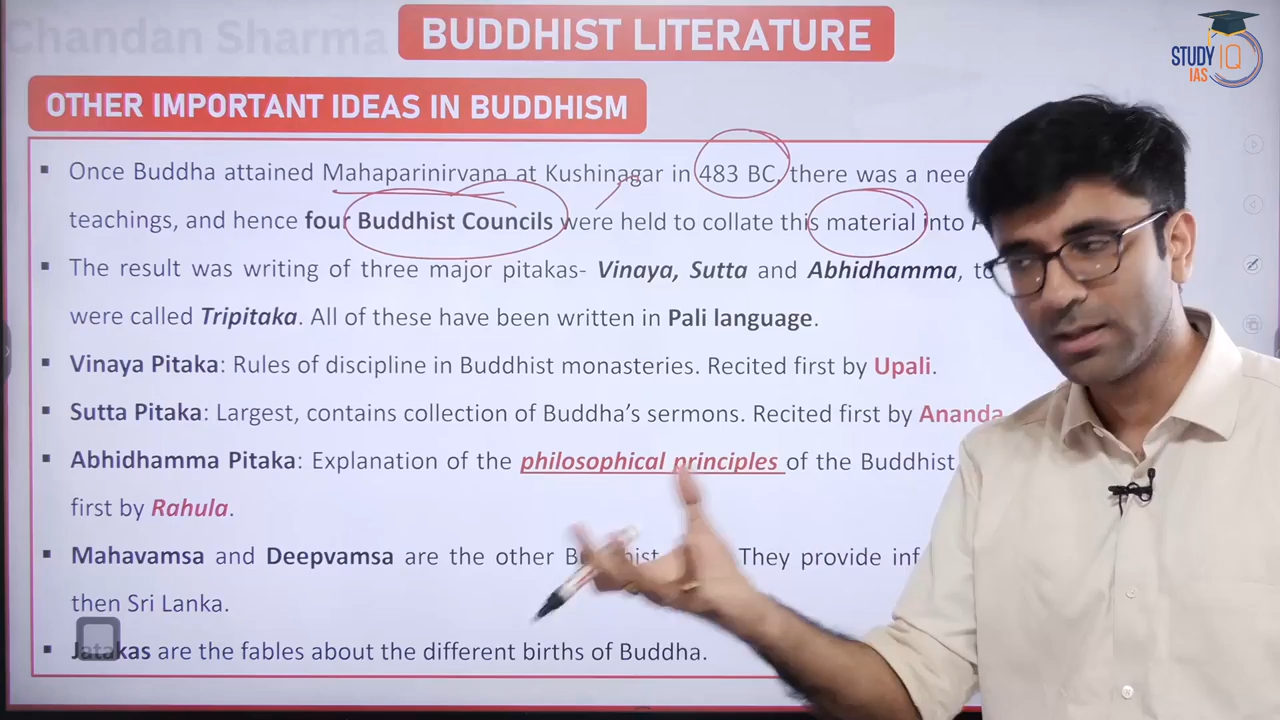 Chandan Sharma
BUDDHIST LITERATURE
STUDY IQ
IAS
OTHER IMPORTANT IDEAS IN BUDDHISM
▪ Once Buddha attained Mahaparinirvana at Kushinagar in 483 BC, there was a
teachings, and hence four Buddhist Councils were held to collate this material into
▪ The result was writing of three major pitakas- Vinaya, Sutta and Abhidhamma,
were called Tripitaka. All of these have been written in Pali language.
▪ Vinaya Pitaka: Rules of discipline in Buddhist monasteries. Recited first by Upali.
▪ Sutta Pitaka: Largest, contains collection of Buddha’s sermons. Recited first by Ananda
▪ Abhidhamma Pitaka: Explanation of the philosophical principles of the Buddhist
first by Rahula.
▪ Mahavamsa and Deepvamsa are the other They provide
then Sri Lanka.
▪ Jatakas are the fables about the different births of Buddha.